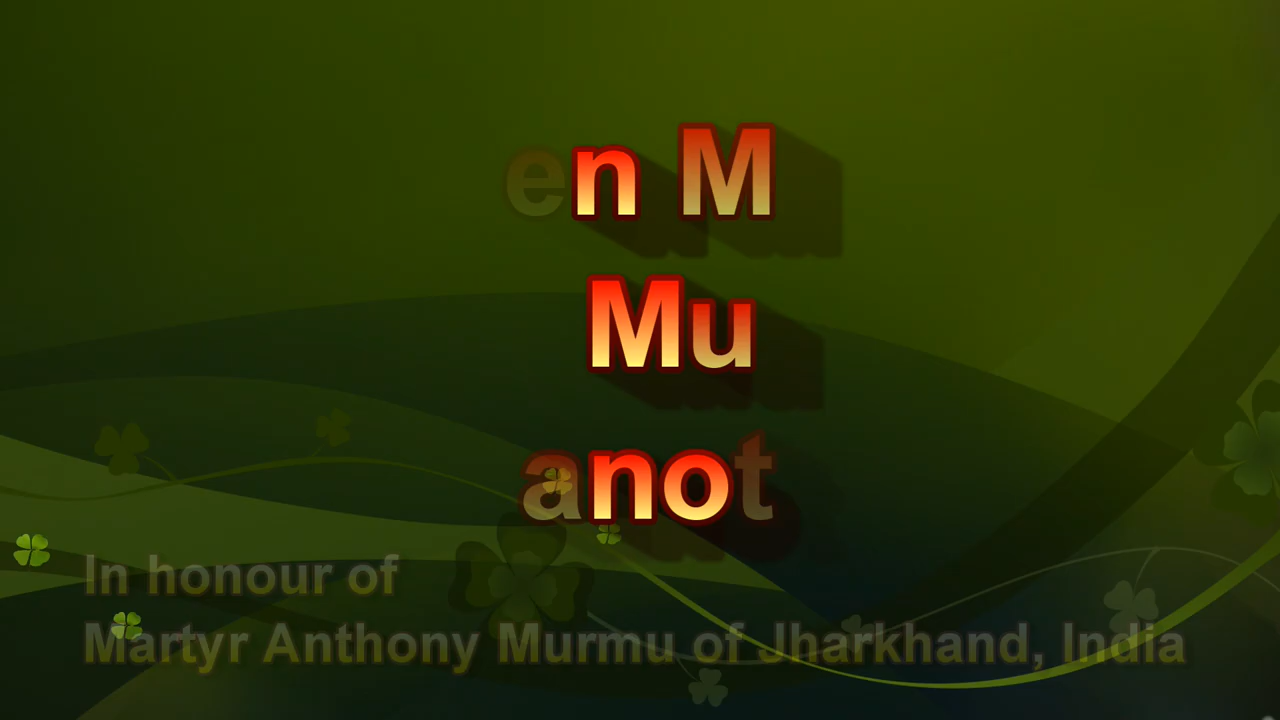 en M
Mu
anot
In honour of
Martyr Anthony Murmu of Jharkhand, India